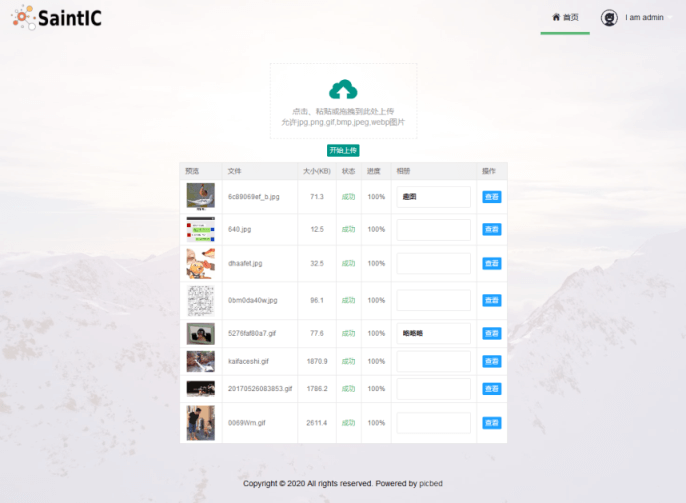 SaintIC
首页
I am admin
点击、粘贴或拖拽到此处上传
允许jpg,png,gif,bmp,jpeg,webp图片
开始上传
预览 文件 大小(KB) 状态 进度 相册 操作
6c89069ef_b.jpg 71.3 成功 100% 趣图 查看
640.jpg 12.5 成功 100% 查看
dhaafet.jpg 32.5 成功 100% 查看
0bm0da40w.jpg 96.1 成功 100% 查看
5276faf80a7.gif 77.6 成功 100% 咯咯咯 查看
kaifaceshi.gif 1870.9 成功 100% 查看
20170526083853.gif 1786.2 成功 100% 查看
0069Wrn.gif 2611.4 成功 100% 查看
Copyright © 2020 All rights reserved. Powered by picbed